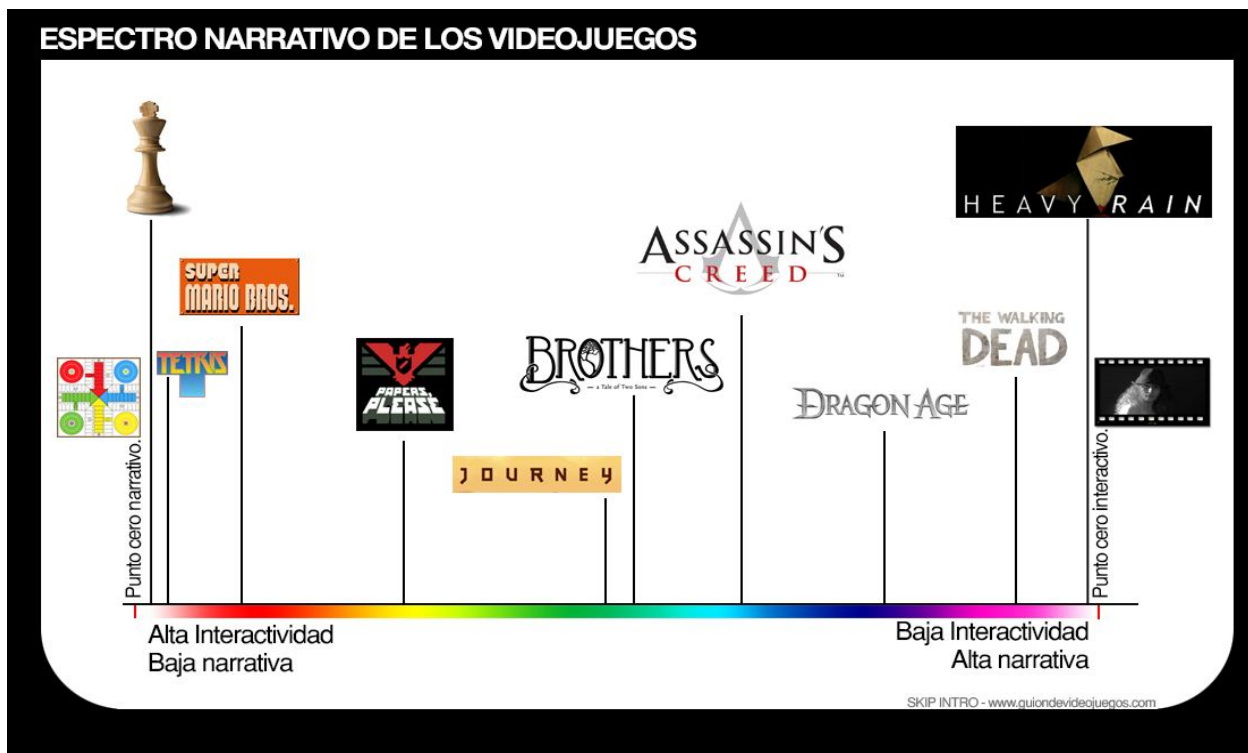 ESPECTRO NARRATIVO DE LOS VIDEOJUEGOS
HEAVY RAIN
ASSASSIN'S
CREED
SUPER
MARIO BROS.
THE WALKING
DEAD
BROTHERS
a Tale of Two Sons
TETRIS
PAPERS,
PLEASE
DRAGON AGE
JOURNEY
Punto cero narrativo.
Punto cero interactivo.
Alta Interactividad
Baja narrativa
Baja Interactividad
Alta narrativa
SKIP INTRO - www.guiondevideojuegos.com